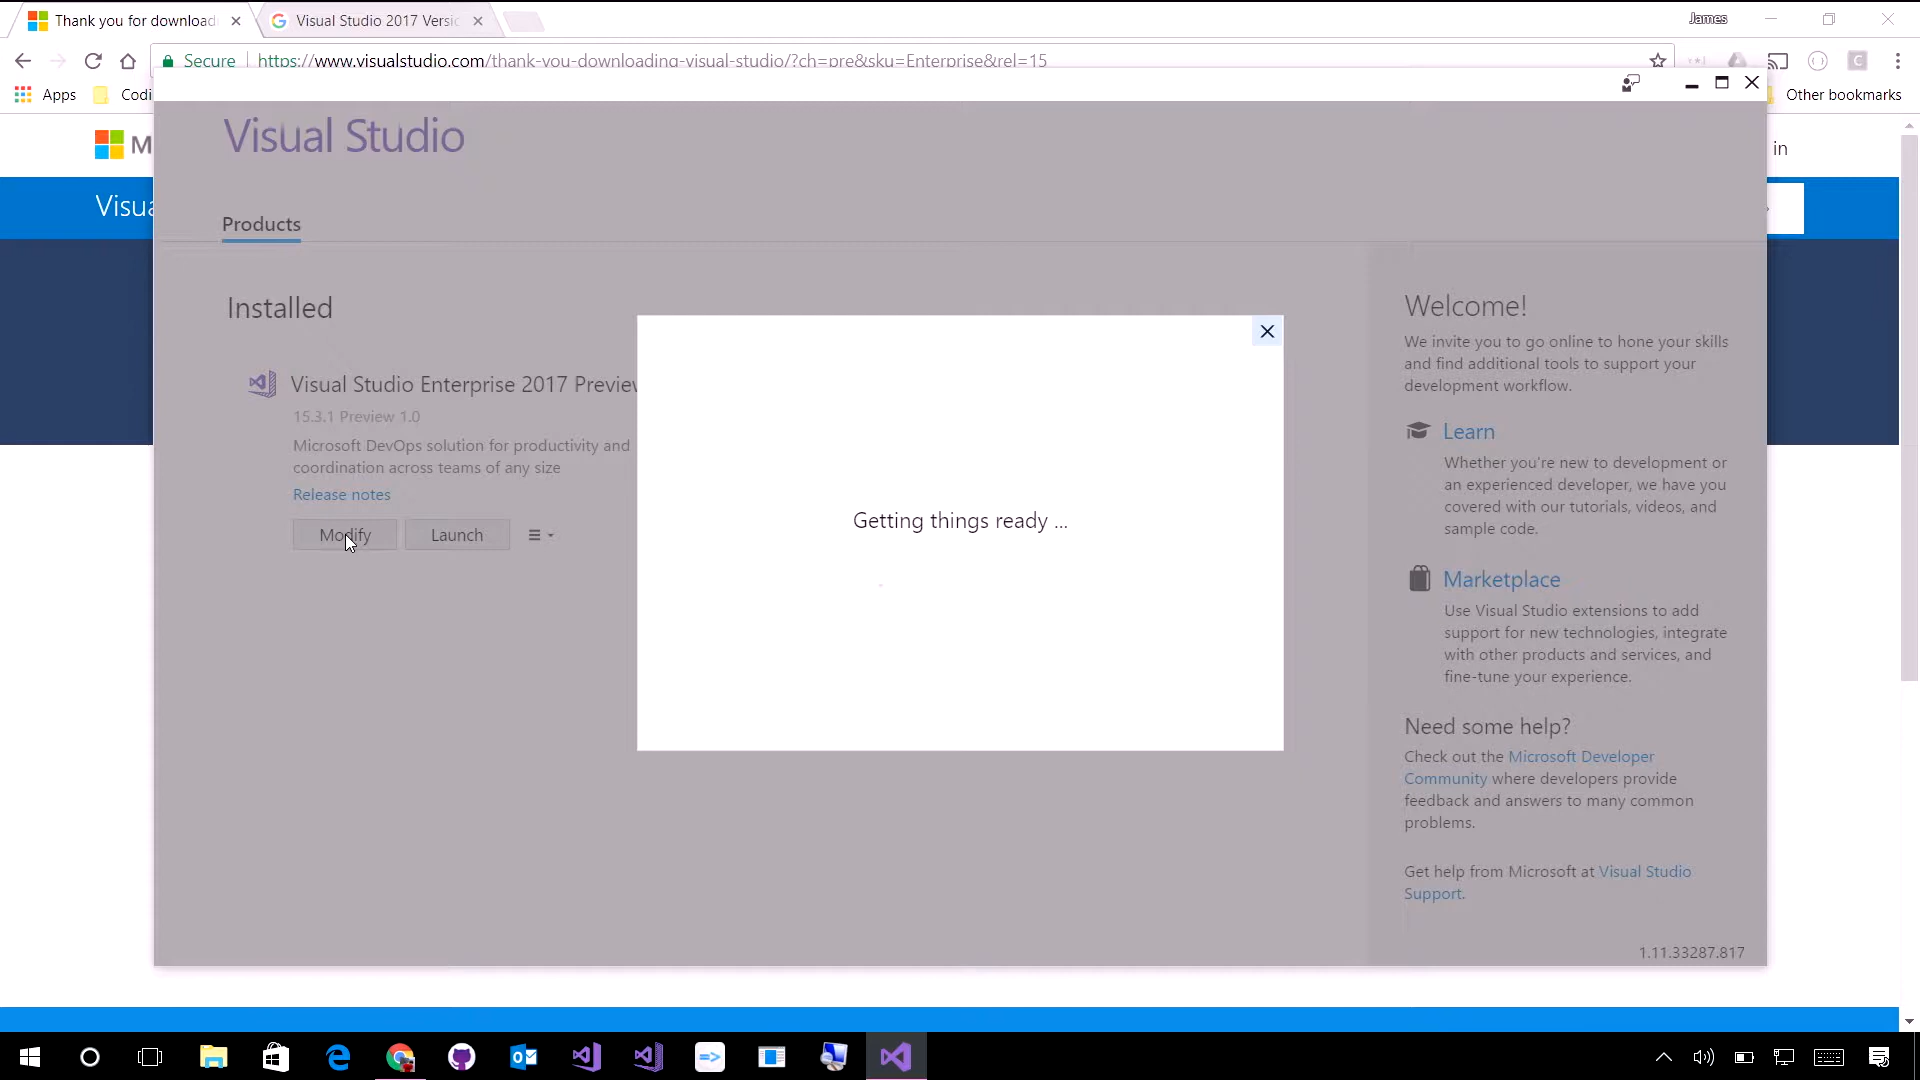 Thank you for download
Visual Studio 2017 Versi
James
Secure
https://www.visualstudio.com/thank-you-downloading-visual-studio/?ch=pre&sku=Enterprise&rel=15
Apps
Codi
Other bookmarks
M
in
Visua
Visual Studio
Products
Installed
Visual Studio Enterprise 2017 Preview
15.3.1 Preview 1.0
Microsoft DevOps solution for productivity and
coordination across teams of any size
Release notes
Modify
Launch
Getting things ready ...
Welcome!
We invite you to go online to hone your skills
and find additional tools to support your
development workflow.
Learn
Whether you're new to development or
an experienced developer, we have you
covered with our tutorials, videos, and
sample code.
Marketplace
Use Visual Studio extensions to add
support for new technologies, integrate
with other products and services, and
fine-tune your experience.
Need some help?
Check out the Microsoft Developer
Community where developers provide
feedback and answers to many common
problems.
Get help from Microsoft at Visual Studio
Support.
1.11.33287.817